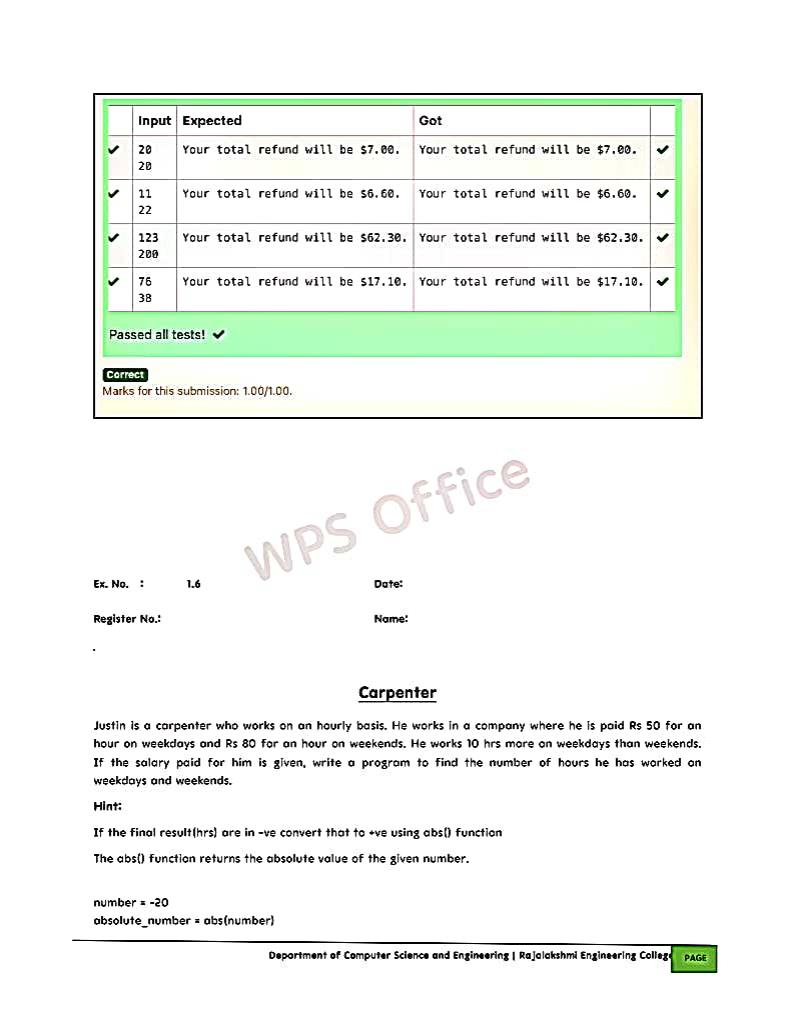 Input Expected Got
20 Your total refund will be $7.00. Your total refund will be $7.00.
20
11 Your total refund will be $6.60. Your total refund will be $6.60.
22
123 Your total refund will be $62.30. Your total refund will be $62.30.
200
76 Your total refund will be $17.10. Your total refund will be $17.10.
38
Passed all tests!
Correct
Marks for this submission: 1.00/1.00.
WPS Office
Ex. No. : 1.6 Date:
Register No.: Name:
.
Carpenter
Justin is a carpenter who works on an hourly basis. He works in a company where he is paid Rs 50 for an
hour on weekdays and Rs 80 for an hour on weekends. He works 10 hrs more on weekdays than weekends.
If the salary paid for him is given, write a program to find the number of hours he has worked on
weekdays and weekends.
Hint:
If the final result(hrs) are in -ve convert that to +ve using abs() function
The abs() function returns the absolute value of the given number.
number = -20
absolute_number = abs(number)
Department of Computer Science and Engineering | Rajalakshmi Engineering College PAGE